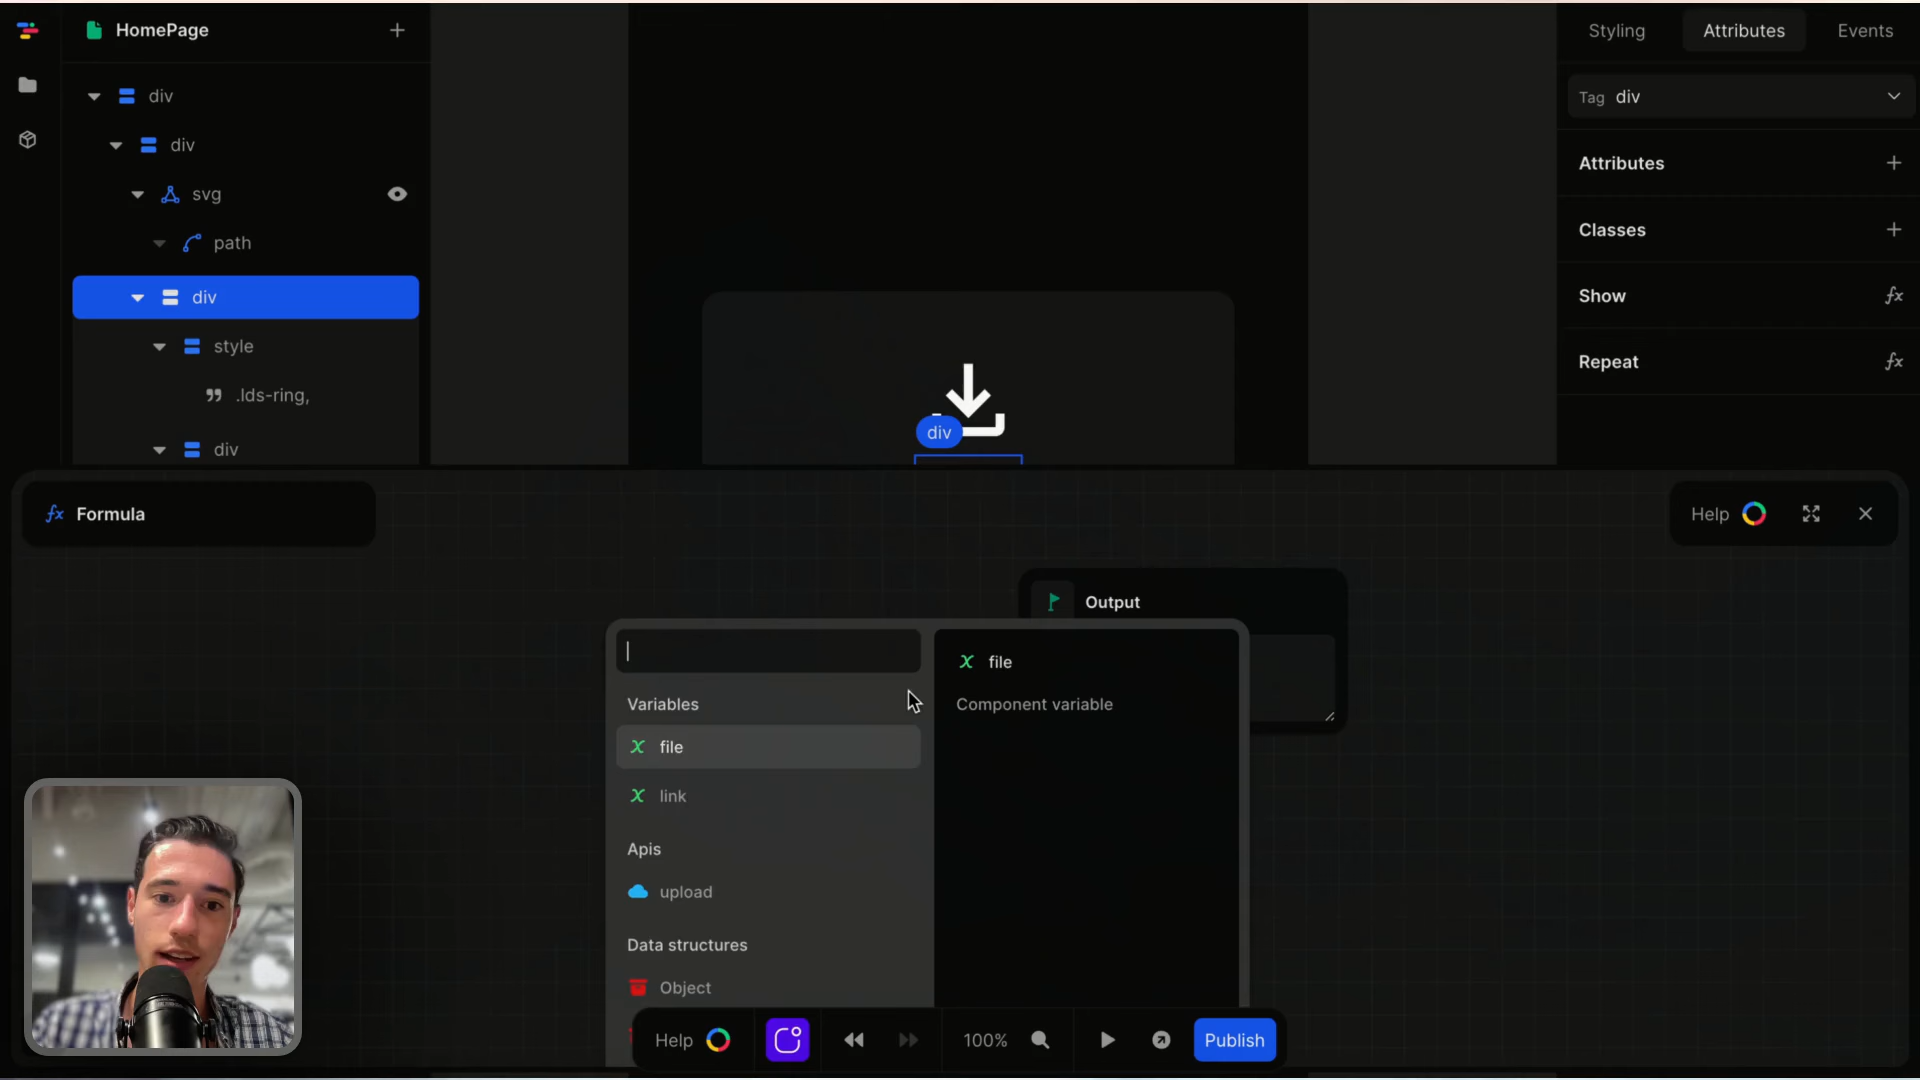 HomePage
Styling
Attributes
Events
div
Tag div
div
svg
path
Attributes
Classes
div
Show
style
Repeat
.lds-ring,
div
div
fx Formula
Help
Output
file
Variables
Component variable
file
link
Apis
upload
Data structures
Object
Help
100%
Publish